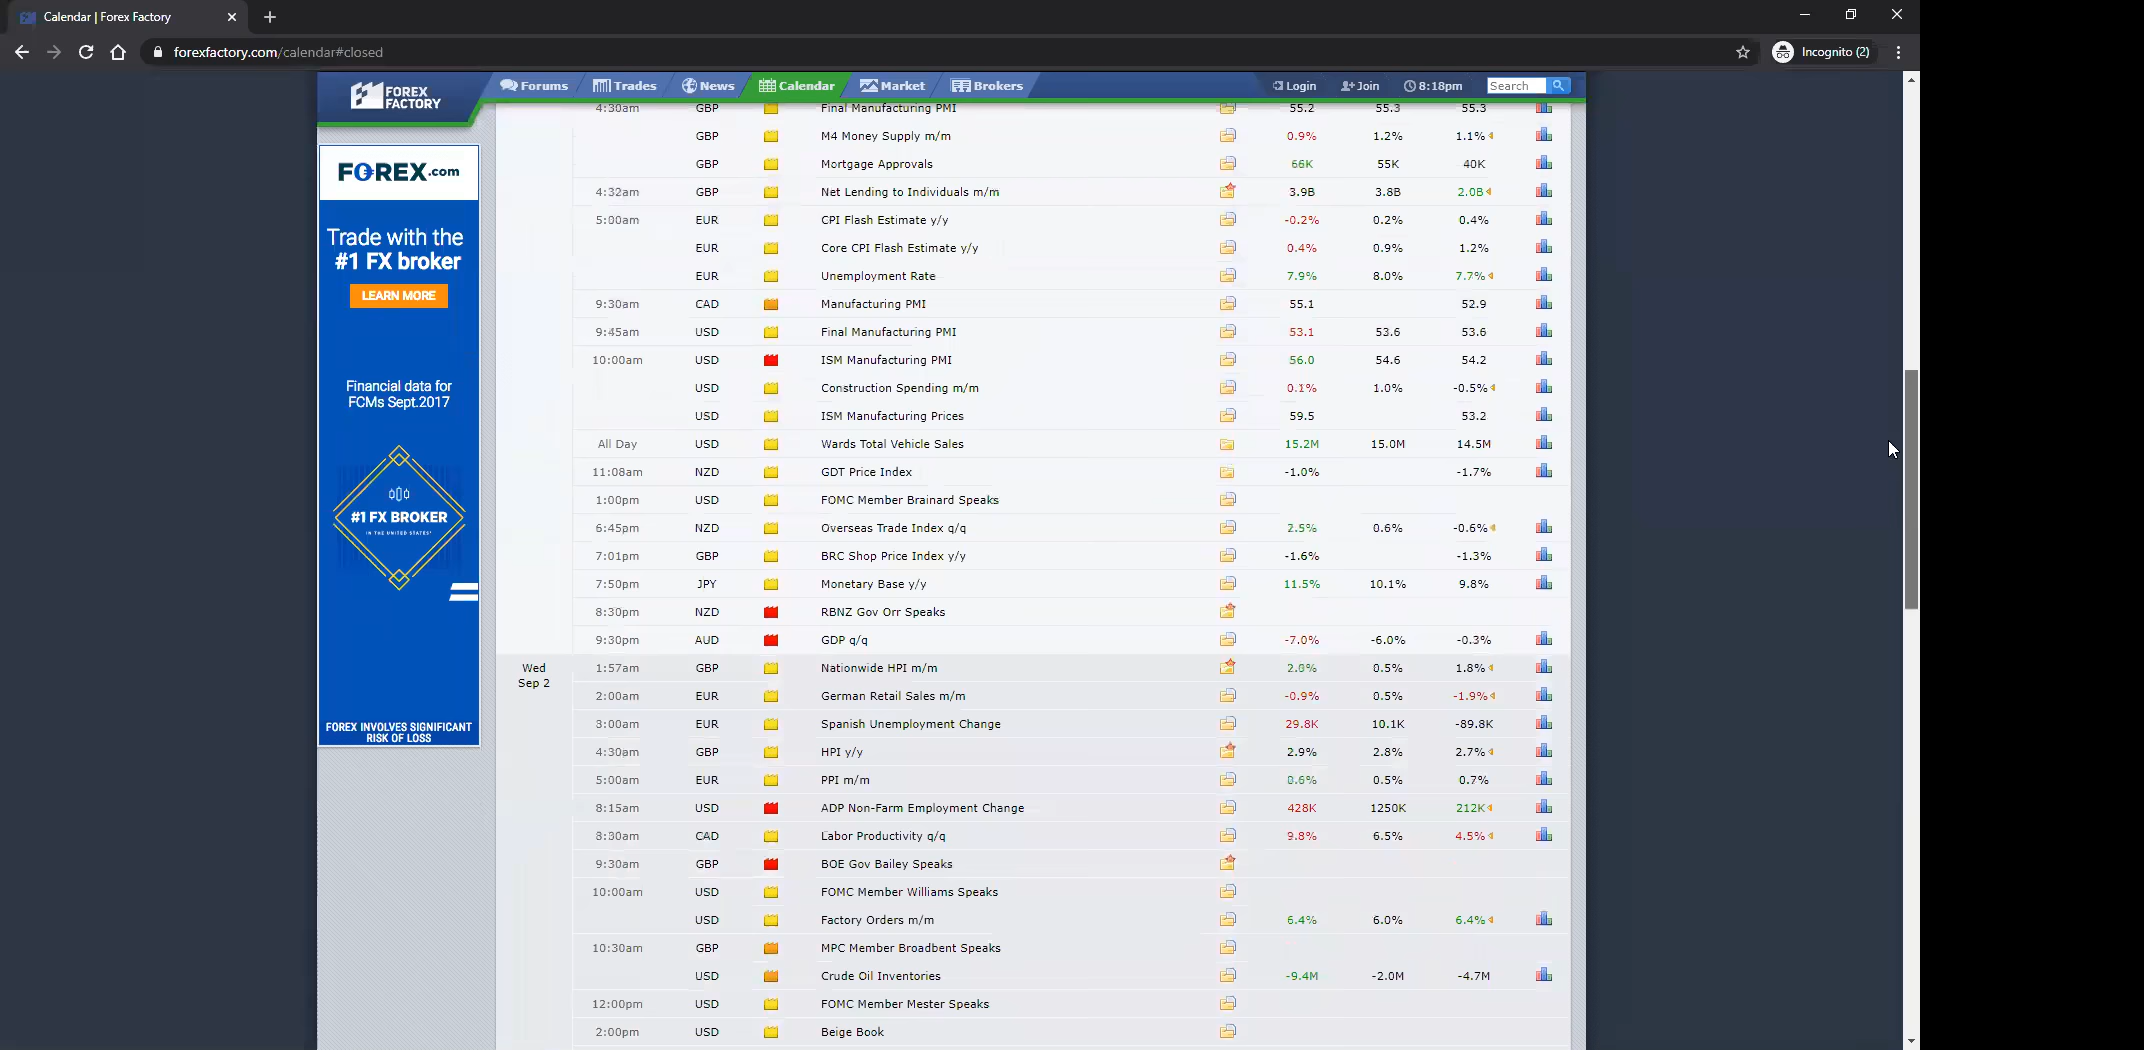 Calendar | Forex Factory
forexfactory.com/calendar#closed
Incognito (2)
FOREX FACTORY
Forums Trades News Calendar Market Brokers Login Join 8:18pm Search
FOREX.com
Trade with the
#1 FX broker
LEARN MORE
Financial data for
FCMs Sept.2017
#1 FX BROKER
IN THE UNITED STATES*
FOREX INVOLVES SIGNIFICANT
RISK OF LOSS
4:30am GBP Final Manufacturing PMI 55.2 55.3 55.3
GBP M4 Money Supply m/m 0.9% 1.2% 1.1%
GBP Mortgage Approvals 66K 55K 40K
4:32am GBP Net Lending to Individuals m/m 3.9B 3.8B 2.0B
5:00am EUR CPI Flash Estimate y/y -0.2% 0.2% 0.4%
EUR Core CPI Flash Estimate y/y 0.4% 0.9% 1.2%
EUR Unemployment Rate 7.9% 8.0% 7.7%
9:30am CAD Manufacturing PMI 55.1 52.9
9:45am USD Final Manufacturing PMI 53.1 53.6 53.6
10:00am USD ISM Manufacturing PMI 56.0 54.6 54.2
USD Construction Spending m/m 0.1% 1.0% -0.5%
USD ISM Manufacturing Prices 59.5 53.2
All Day USD Wards Total Vehicle Sales 15.2M 15.0M 14.5M
11:08am NZD GDT Price Index -1.0% -1.7%
1:00pm USD FOMC Member Brainard Speaks
6:45pm NZD Overseas Trade Index q/q 2.5% 0.6% -0.6%
7:01pm GBP BRC Shop Price Index y/y -1.6% -1.3%
7:50pm JPY Monetary Base y/y 11.5% 10.1% 9.8%
8:30pm NZD RBNZ Gov Orr Speaks
9:30pm AUD GDP q/q -7.0% -6.0% -0.3%
Wed
Sep 2
1:57am GBP Nationwide HPI m/m 2.0% 0.5% 1.8%
2:00am EUR German Retail Sales m/m -0.9% 0.5% -1.9%
3:00am EUR Spanish Unemployment Change 29.8K 10.1K -89.8K
4:30am GBP HPI y/y 2.9% 2.8% 2.7%
5:00am EUR PPI m/m 0.6% 0.5% 0.7%
8:15am USD ADP Non-Farm Employment Change 428K 1250K 212K
8:30am CAD Labor Productivity q/q 9.8% 6.5% 4.5%
9:30am GBP BOE Gov Bailey Speaks
10:00am USD FOMC Member Williams Speaks
USD Factory Orders m/m 6.4% 6.0% 6.4%
10:30am GBP MPC Member Broadbent Speaks
USD Crude Oil Inventories -9.4M -2.0M -4.7M
12:00pm USD FOMC Member Mester Speaks
2:00pm USD Beige Book